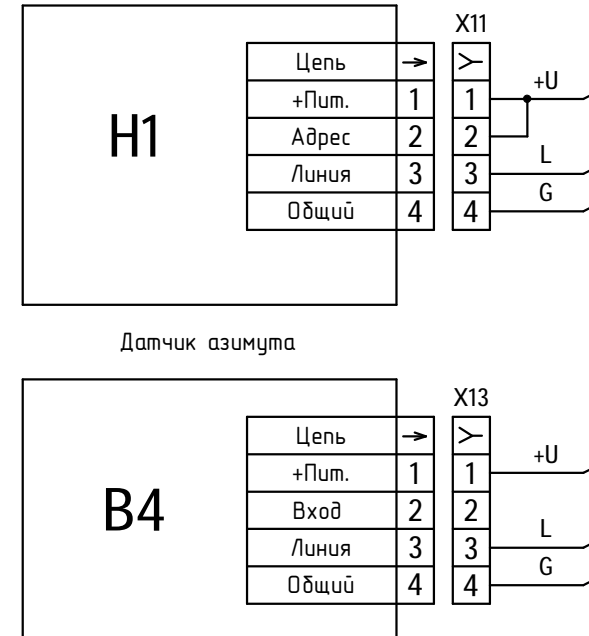 X11
Цепь
+Пит. 1 1 +U
H1
Адрес 2 2
Линия 3 3 L
Общий 4 4 G
Датчик азимута
X13
Цепь
+Пит. 1 1 +U
B4
Вход 2 2
Линия 3 3 L
Общий 4 4 G